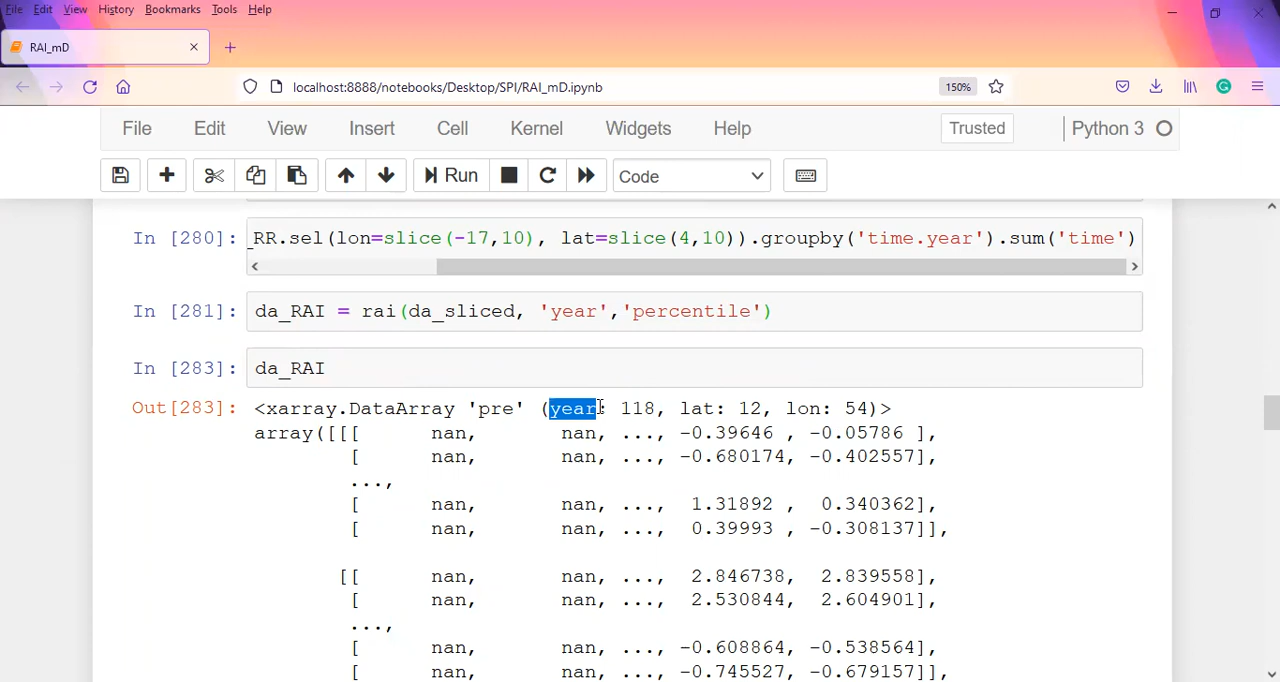 File Edit View History Bookmarks Tools Help
RAI_mD
localhost:8888/notebooks/Desktop/SPI/RAI_mD.ipynb 150%
File Edit View Insert Cell Kernel Widgets Help Trusted Python 3
Run Code
In [280]: _RR.sel(lon=slice(-17,10), lat=slice(4,10)).groupby('time.year').sum('time')
In [281]: da_RAI = rai(da_sliced, 'year','percentile')
In [283]: da_RAI
Out[283]: <xarray.DataArray 'pre' (year: 118, lat: 12, lon: 54)>
array([[[ nan, nan, ..., -0.39646 , -0.05786 ],
[ nan, nan, ..., -0.680174, -0.402557],
...,
[ nan, nan, ..., 1.31892 , 0.340362],
[ nan, nan, ..., 0.39993 , -0.308137]],
[[ nan, nan, ..., 2.846738, 2.839558],
[ nan, nan, ..., 2.530844, 2.604901],
...,
[ nan, nan, ..., -0.608864, -0.538564],
[ nan, nan, ..., -0.745527, -0.679157]],